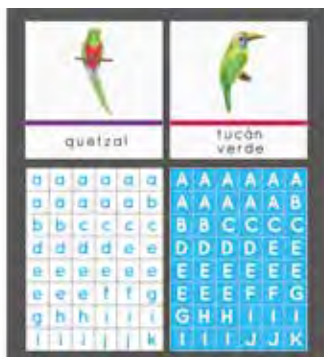 quetzal
tucán
verde
a a a a a a
a a a a a b
b b c c c c
d d d d e e
e e e e e e
e e e f f g
g h h i i i
i i i j j k
A A A A A A
A A A A A B
B B C C C C
D D D D E E
E E E E E E
E E E F F G
G H H I I I
I I I J J K